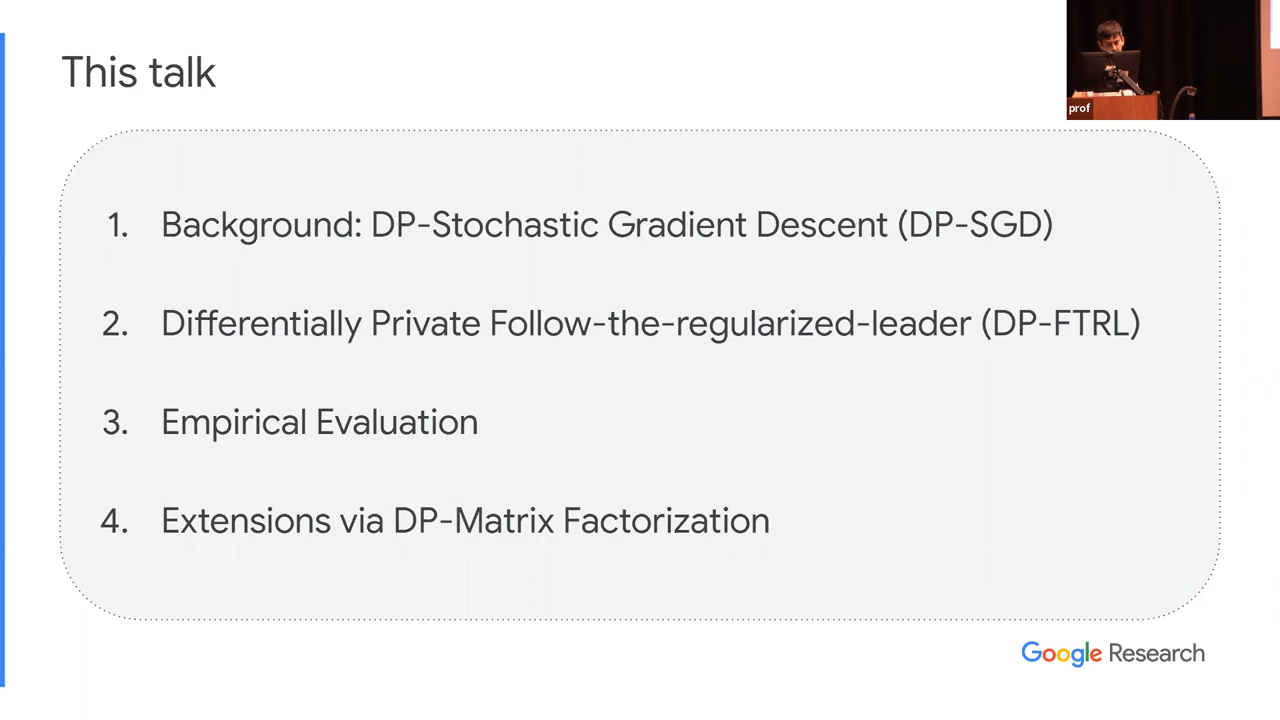 This talk
prof
1. Background: DP-Stochastic Gradient Descent (DP-SGD)
2. Differentially Private Follow-the-regularized-leader (DP-FTRL)
3. Empirical Evaluation
4. Extensions via DP-Matrix Factorization
Google Research